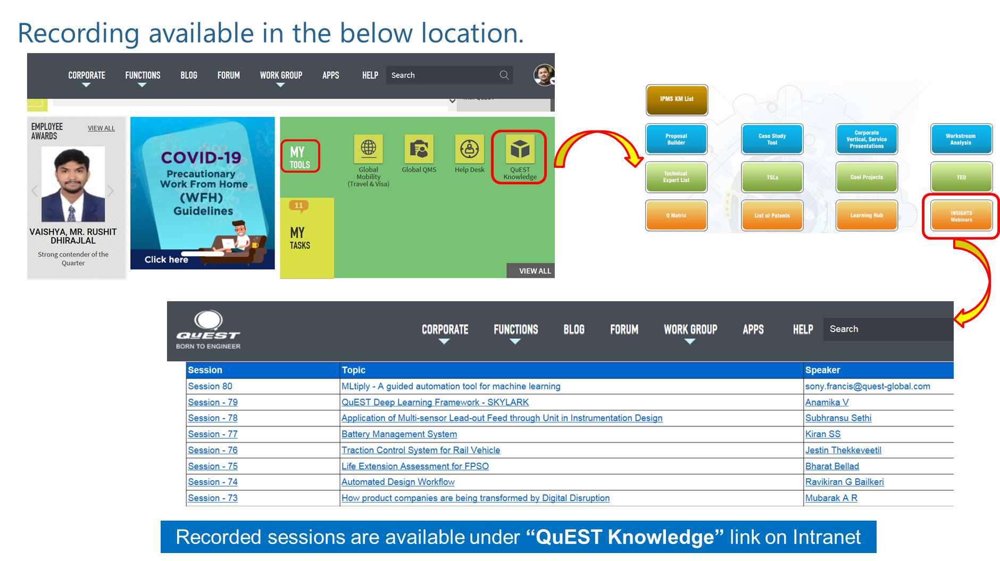 Recording available in the below location.
CORPORATE FUNCTIONS BLOG FORUM WORK GROUP APPS HELP Search
EMPLOYEE
AWARDS
VIEW ALL
VAISHYA, MR. RUSHIT
DHIRAJLAL
Strong contender of the
Quarter
COVID-19
Precautionary
Work From Home
(WFH)
Guidelines
Click here
MY
TOOLS
Global
Mobility
(Travel & Visa)
Global QMS
Help Desk
QuEST
Knowledge
11
MY
TASKS
VIEW ALL
IPMS KM List
Proposal
Builder
Case Study
Tool
Corporate
Vertical, Service
Presentations
Workstream
Analysis
Technical
Expert List
TSLs
Cool Projects
TED
Q Matrix
List of Patents
Learning Hub
INSIGHTS
Webinars
QuEST
BORN TO ENGINEER
CORPORATE FUNCTIONS BLOG FORUM WORK GROUP APPS HELP Search
Session Topic Speaker
Session 80 MLtiply - A guided automation tool for machine learning sony.francis@quest-global.com
Session - 79 QuEST Deep Learning Framework - SKYLARK Anamika V
Session - 78 Application of Multi-sensor Lead-out Feed through Unit in Instrumentation Design Subhransu Sethi
Session - 77 Battery Management System Kiran SS
Session - 76 Traction Control System for Rail Vehicle Jestin Thekkeveetil
Session - 75 Life Extension Assessment for FPSO Bharat Bellad
Session - 74 Automated Design Workflow Ravikiran G Bailkeri
Session - 73 How product companies are being transformed by Digital Disruption Mubarak A R
Recorded sessions are available under “QuEST Knowledge” link on Intranet